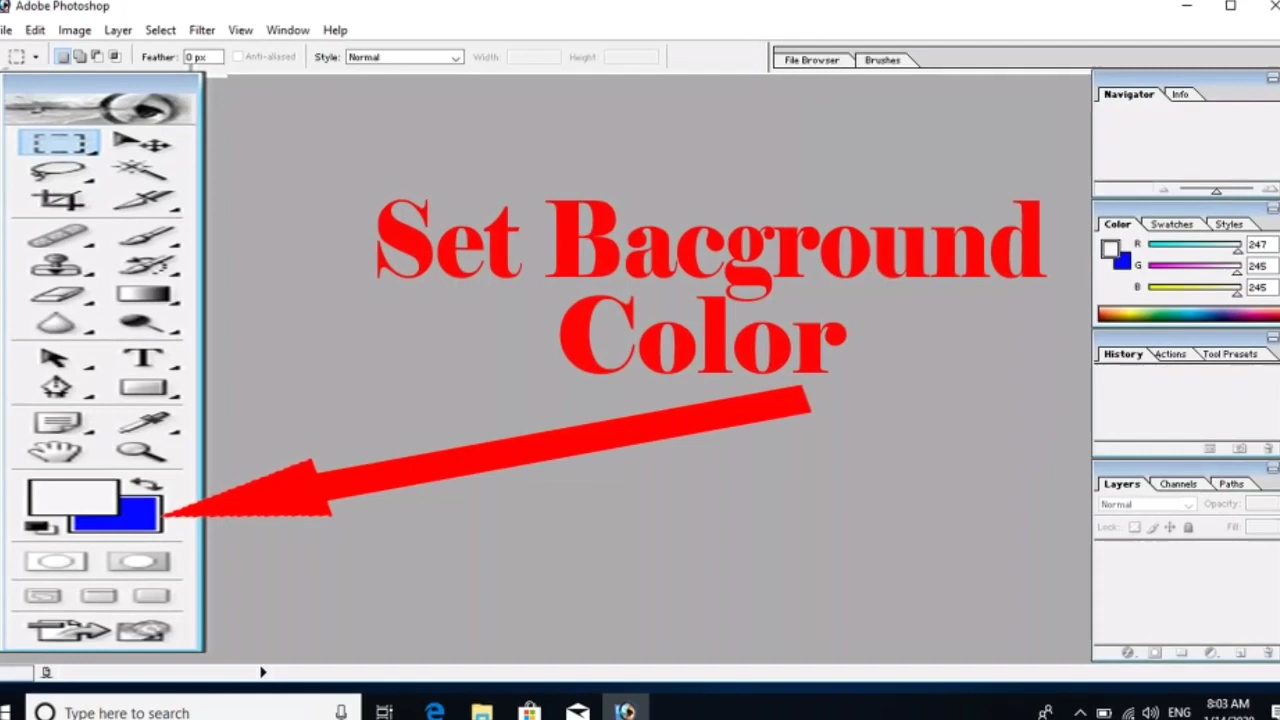 Adobe Photoshop
ile Edit Image Layer Select Filter View Window Help
Feather: 0 px Anti-aliased Style: Normal Width: Height: File Browser Brushes
Navigator Info
Set Bacground
Color
Color Swatches Styles
R 247
G 245
B 245
History Actions Tool Presets
T
Layers Channels Paths
Normal Opacity:
Lock: Fill:
Type here to search
ENG
8:03 AM